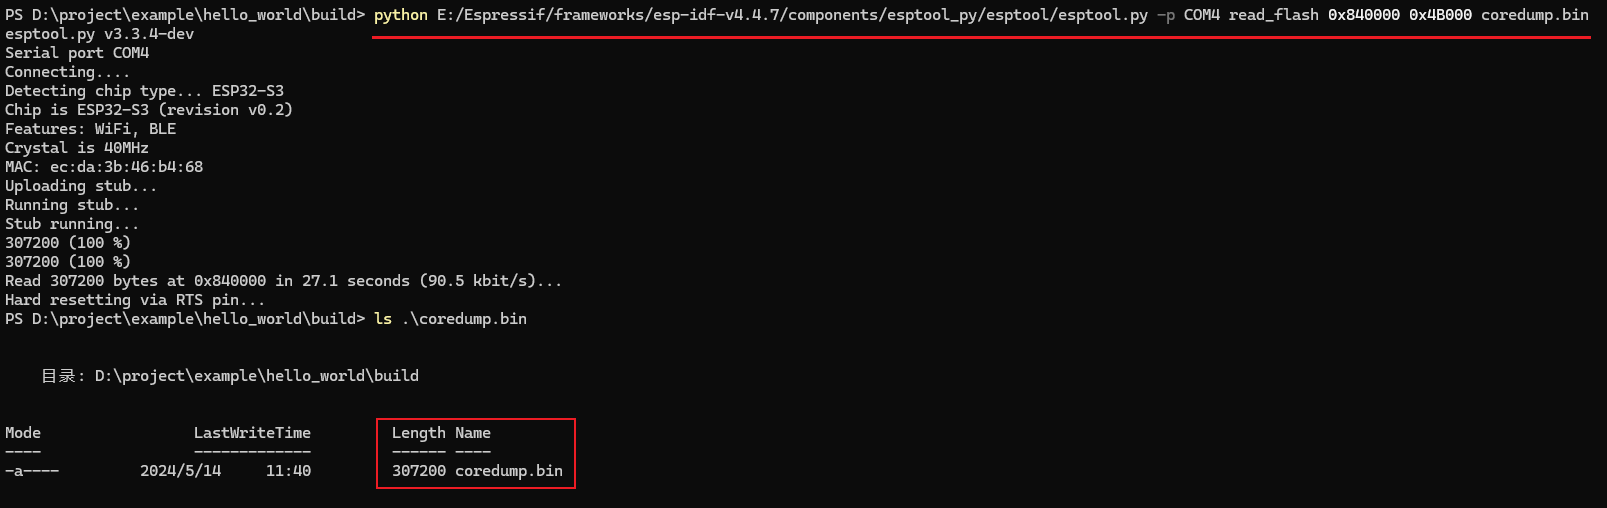 PS D:\project\example\hello_world\build> python E:/Espressif/frameworks/esp-idf-v4.4.7/components/esptool_py/esptool/esptool.py -p COM4 read_flash 0x840000 0x4B000 coredump.bin
esptool.py v3.3.4-dev
Serial port COM4
Connecting....
Detecting chip type... ESP32-S3
Chip is ESP32-S3 (revision v0.2)
Features: WiFi, BLE
Crystal is 40MHz
MAC: ec:da:3b:46:b4:68
Uploading stub...
Running stub...
Stub running...
307200 (100 %)
307200 (100 %)
Read 307200 bytes at 0x840000 in 27.1 seconds (90.5 kbit/s)...
Hard resetting via RTS pin...
PS D:\project\example\hello_world\build> ls .\coredump.bin
目录: D:\project\example\hello_world\build
Mode                 LastWriteTime         Length Name
----                 -------------         ------ ----
-a----         2024/5/14     11:40         307200 coredump.bin